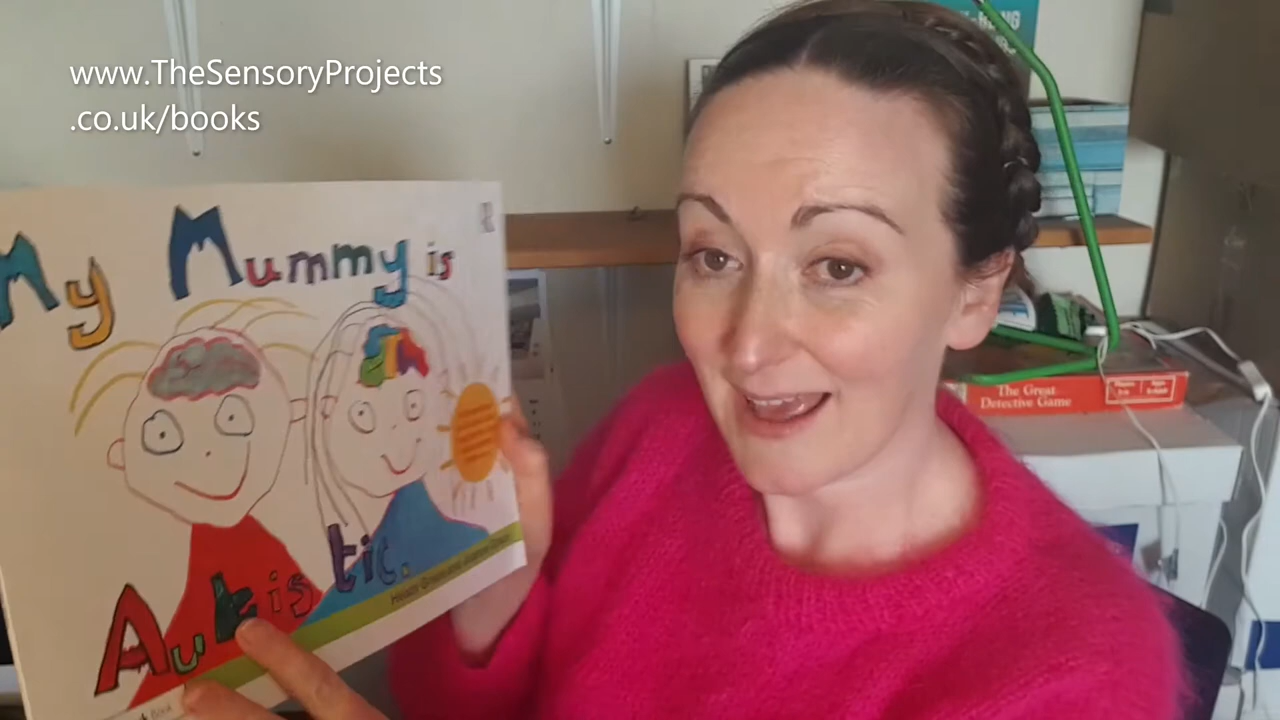 www.TheSensoryProjects
.co.uk/books
My Mummy is
Autistic.
The Great
Detective Game